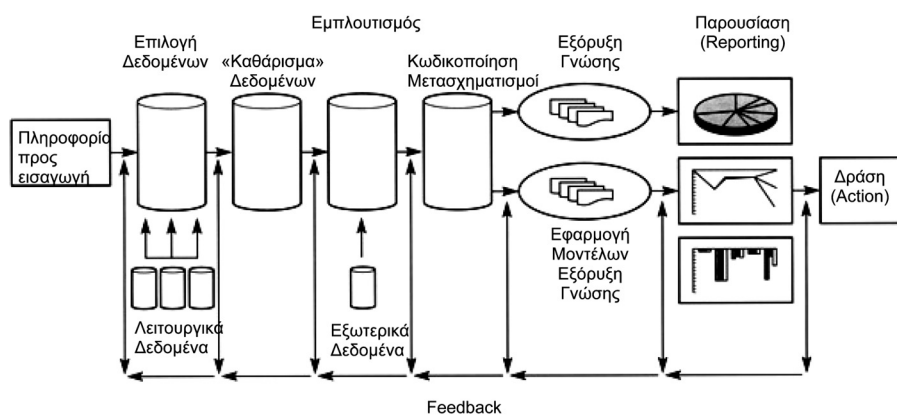 Εμπλουτισμός
Παρουσίαση
(Reporting)
Επιλογή
Δεδομένων
«Καθάρισμα»
Δεδομένων
Κωδικοποίηση
Μετασχηματισμοί
Εξόρυξη
Γνώσης
Πληροφορίο
προς
εισαγωγή
Δράση
(Action)
Εφαρμογή
Μοντέλων
Εξόρυξη
Γνώσης
Λειτουργικά
Δεδομένα
Εξωτερικά
Δεδομένα
Feedback